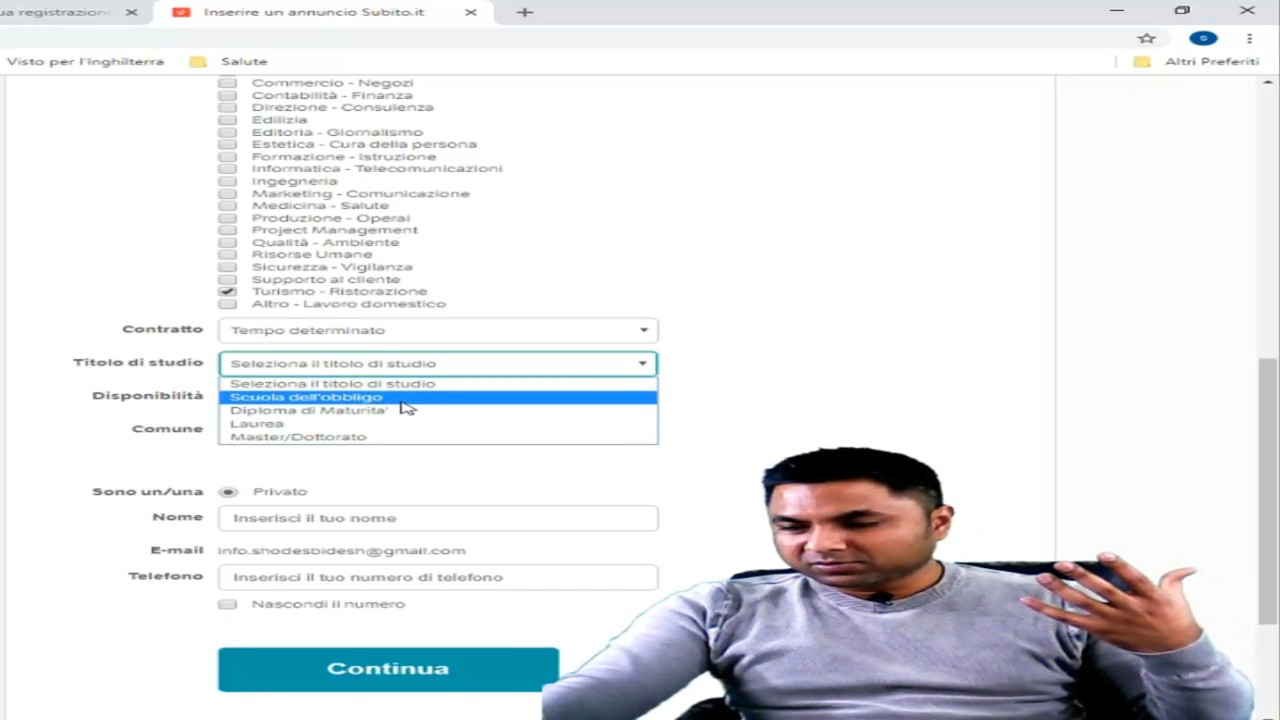 ua registrazion
Inserire un annuncio Subito.it
Visto per l'Inghilterra
Salute
Altri Preferiti
Commercio - Negozi
Contabilità - Finanza
Direzione - Consulenza
Edilizia
Editoria - Giornalismo
Estetica - Cura della persona
Formazione - Istruzione
Informatica - Telecomunicazioni
Ingegneria
Marketing - Comunicazione
Medicina - Salute
Produzione - Operai
Project Management
Qualità - Ambiente
Risorse Umane
Sicurezza - Vigilanza
Supporto al cliente
Turismo - Ristorazione
Altro - Lavoro domestico
Contratto Tempo determinato
Titolo di studio Seleziona il titolo di studio
Seleziona il titolo di studio
Disponibilità Scuola dell'obbligo
Diploma di Maturita'
Laurea
Comune
Master/Dottorato
Sono un/una Privato
Nome Inserisci il tuo nome
E-mail info.shodesbidesh@gmail.com
Telefono Inserisci il tuo numero di telefono
Nascondi il numero
Continua